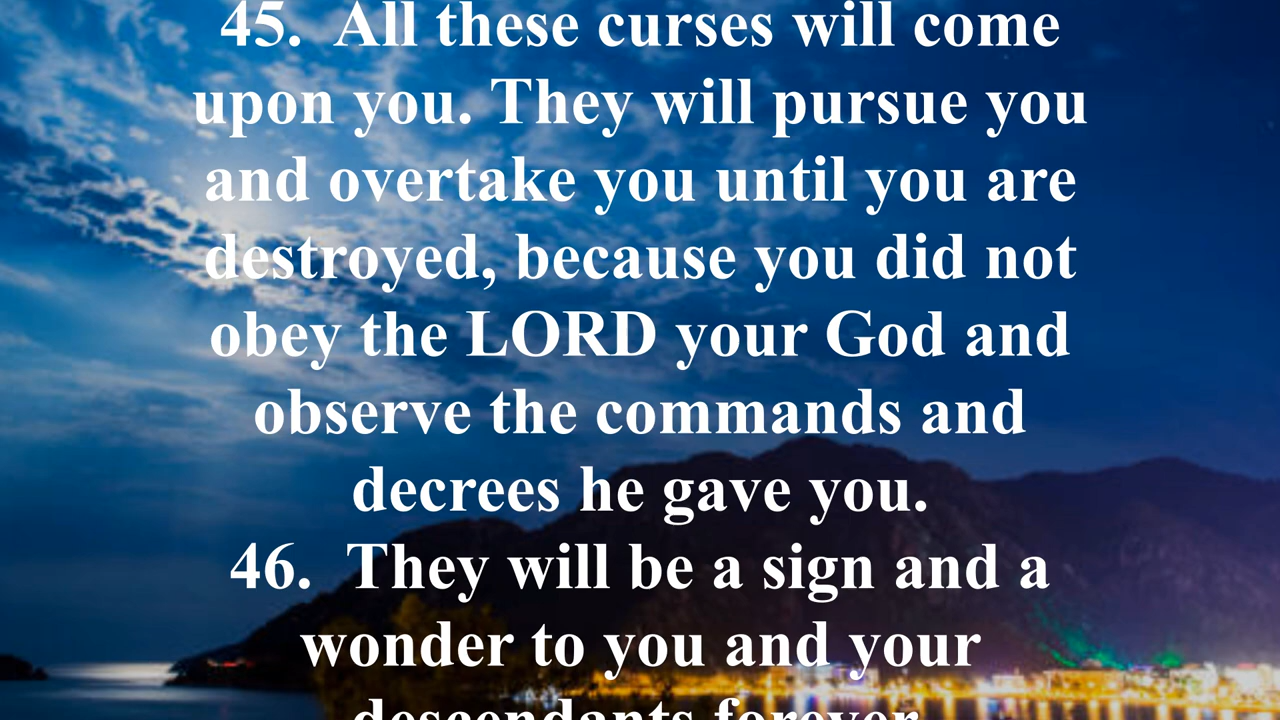 45.  All these curses will come
upon you. They will pursue you
and overtake you until you are
destroyed, because you did not
obey the LORD your God and
observe the commands and
decrees he gave you.
46.  They will be a sign and a
wonder to you and your
descendants forever